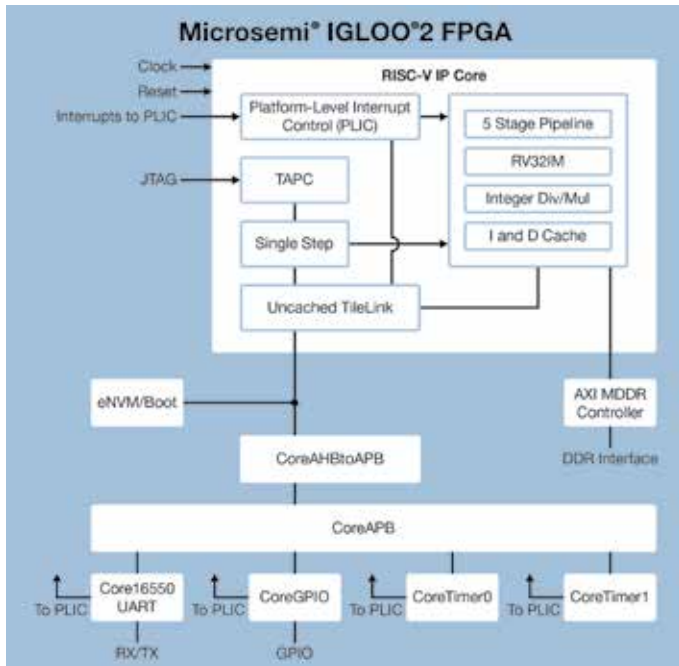 Microsemi® IGLOO®2 FPGA
Clock
RISC-V IP Core
Reset
Interrupts to PLIC
Platform-Level Interrupt
Control (PLIC)
5 Stage Pipeline
RV32IM
JTAG
TAPC
Integer Div/Mul
Single Step
I and D Cache
Uncached TileLink
eNVM/Boot
AXI MDDR
Controller
CoreAHBtoAPB
DDR Interface
CoreAPB
To PLIC
Core16550
UART
To PLIC
CoreGPIO
To PLIC
CoreTimer0
To PLIC
CoreTimer1
RX/TX
GPIO